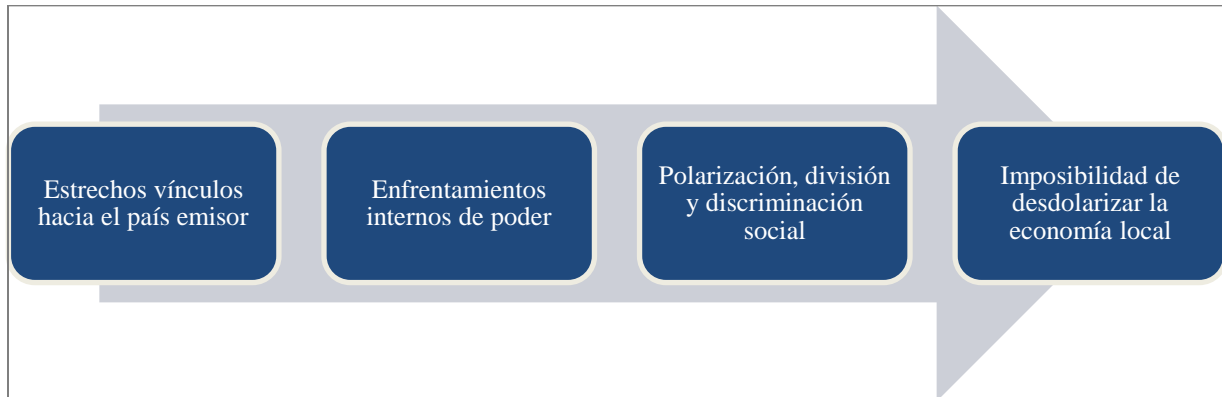 Estrechos vínculos
hacia el país emisor
Enfrentamientos
internos de poder
Polarización, división
y discriminación
social
Imposibilidad de
desdolarizar la
economía local